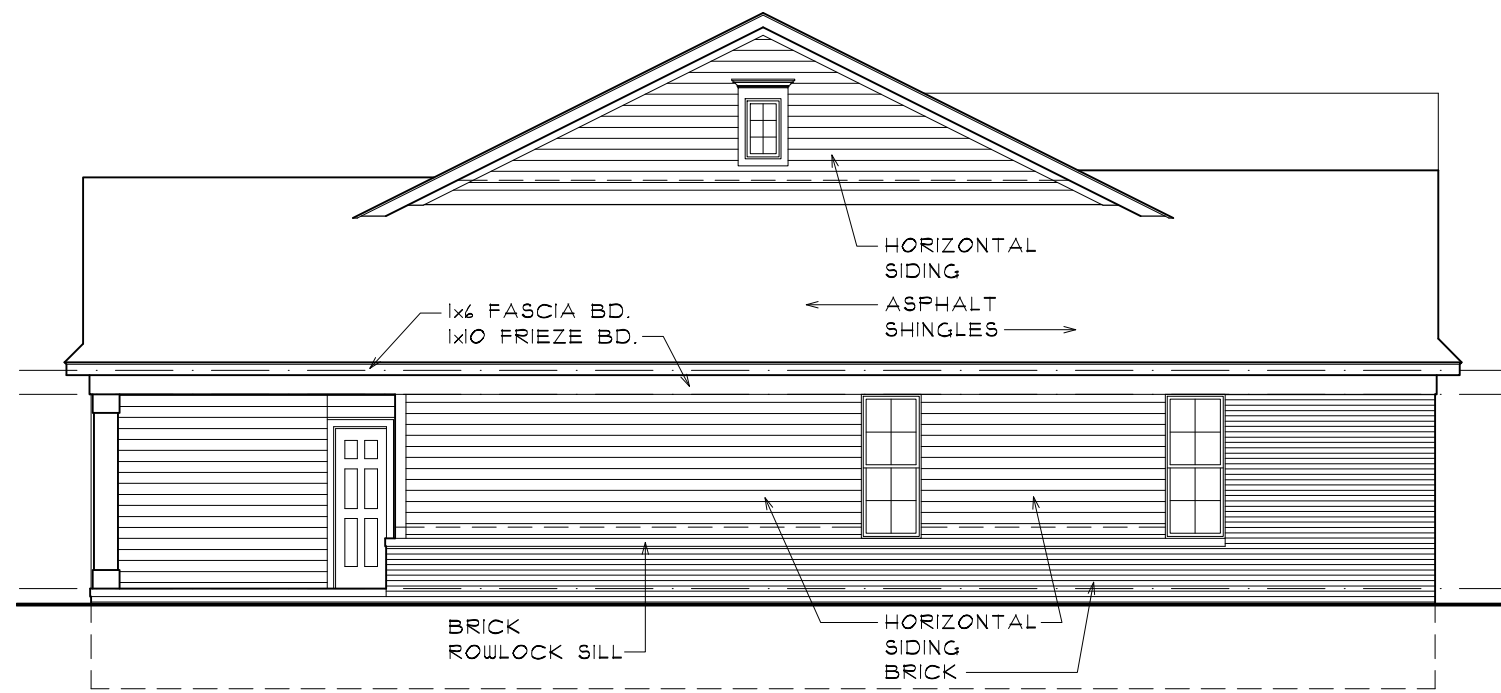 HORIZONTAL
SIDING
ASPHALT
SHINGLES
1x6 FASCIA BD.
1x10 FRIEZE BD.
BRICK
ROWLOCK SILL
HORIZONTAL
SIDING
BRICK